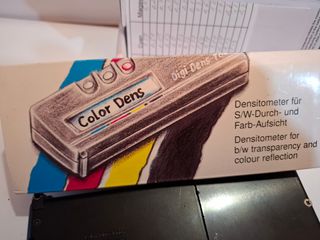 Digi-Dens
Color Dens
Densitometer für
S/W-Durch- und
Farb-Aufsicht
Densitometer for
b/w transparency and
colour reflection